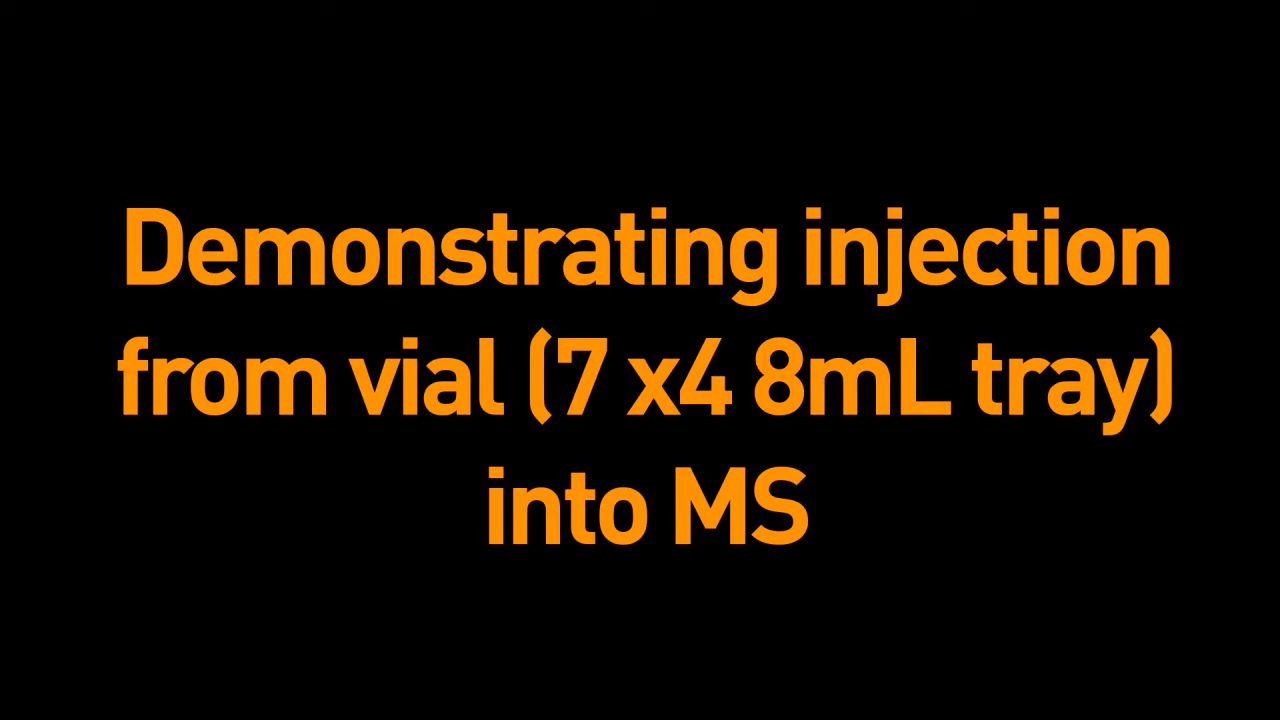 Demonstrating injection
from vial (7 x4 8mL tray)
into MS